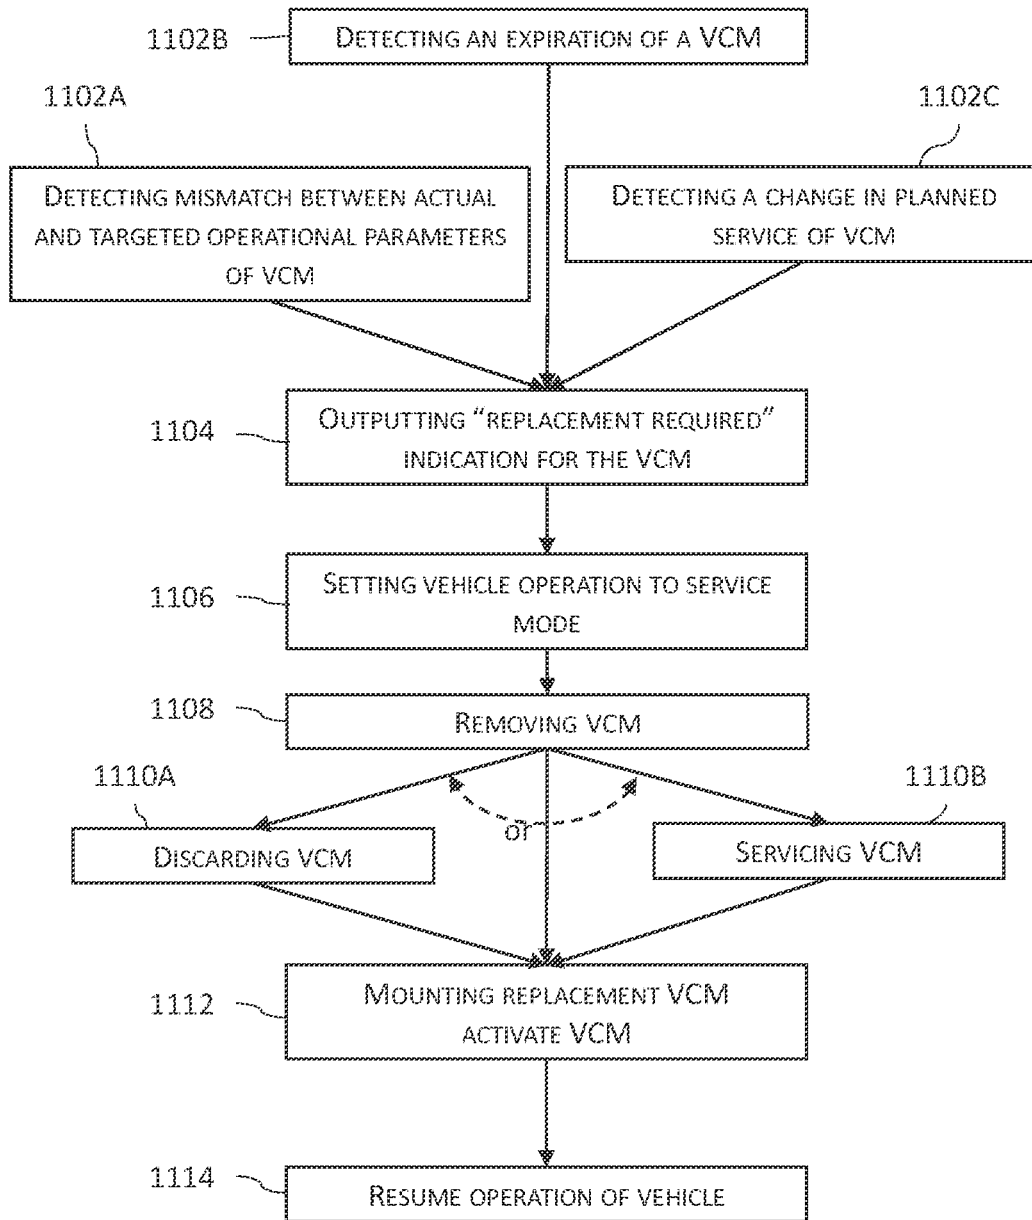 1102B
DETECTING AN EXPIRATION OF A VCM
1102A
1102C
DETECTING MISMATCH BETWEEN ACTUAL
AND TARGETED OPERATIONAL PARAMETERS
OF VCM
DETECTING A CHANGE IN PLANNED
SERVICE OF VCM
1104
OUTPUTTING “REPLACEMENT REQUIRED”
INDICATION FOR THE VCM
1106
SETTING VEHICLE OPERATION TO SERVICE
MODE
1108
REMOVING VCM
1110A
1110B
or
DISCARDING VCM
SERVICING VCM
1112
MOUNTING REPLACEMENT VCM
ACTIVATE VCM
1114
RESUME OPERATION OF VEHICLE